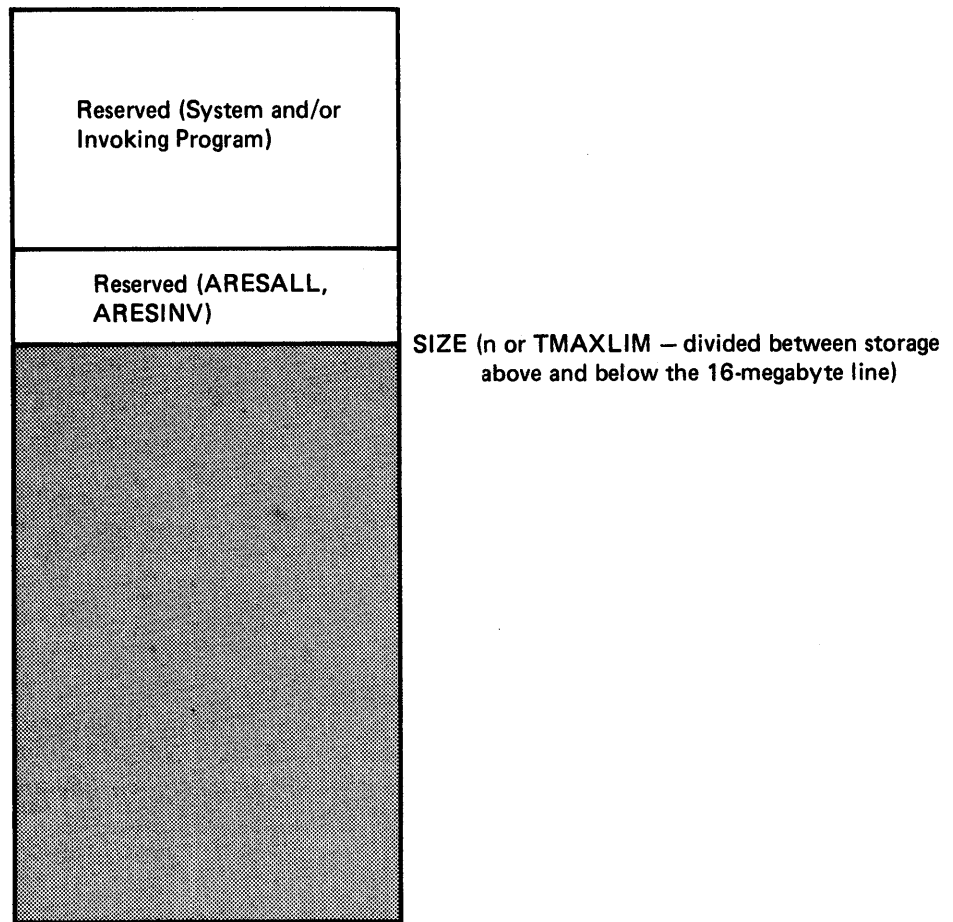 Reserved (System and/or
Invoking Program)
Reserved (ARESALL,
ARESINV)
SIZE (n or TMAXLIM – divided between storage
above and below the 16-megabyte line)